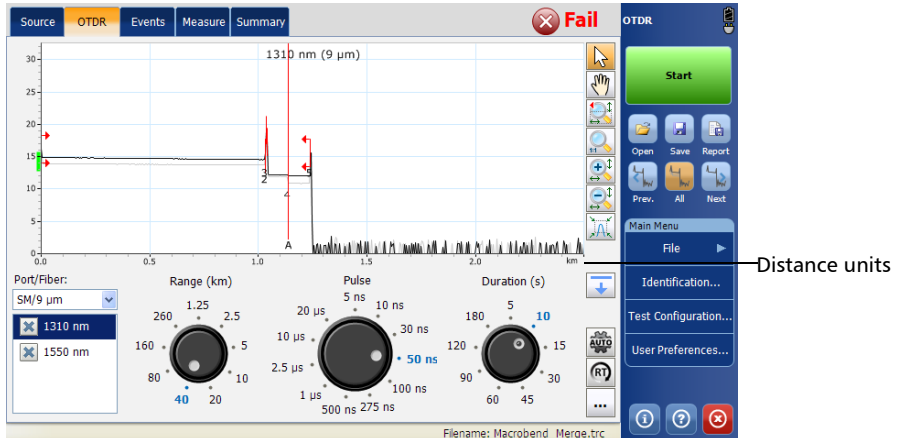 Source OTDR Events Measure Summary Fail
1310 nm (9 µm)
30
25
20
15
10
5
0
3
2
4
5
A
0.0 0.5 1.0 1.5 2.0 km
Port/Fiber:
SM/9 µm
1310 nm
1550 nm
Range (km)
1.25
260 2.5
160 5
80 10
40 20
Pulse
5 ns
20 µs 10 ns
10 µs 30 ns
2.5 µs 50 ns
1 µs 100 ns
500 ns 275 ns
Duration (s)
5
180 10
120 15
90 30
60 45
1:1
AUTO
RT
...
Filename: Macrobend_Merge.trc
OTDR
Start
Open Save Report
Prev. All Next
Main Menu
File
Identification...
Test Configuration...
User Preferences...
i ?
Distance units